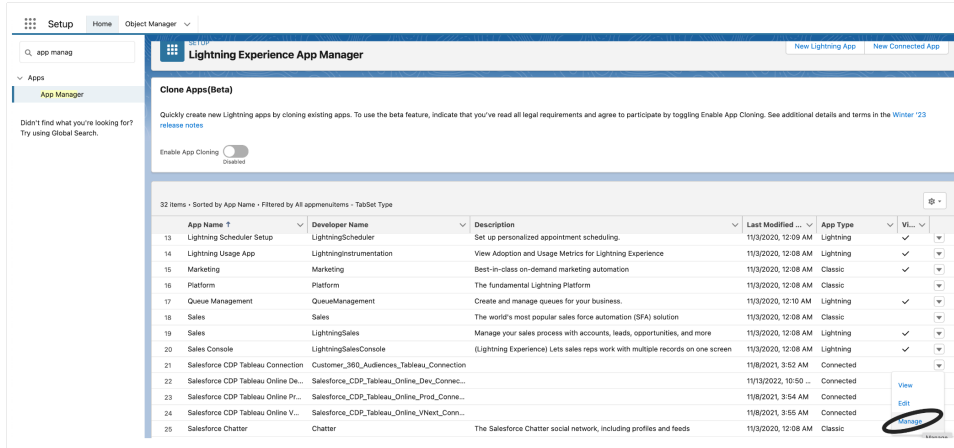 Setup
Home
Object Manager
app manag
Apps
App Manager
Didn't find what you're looking for?
Try using Global Search.
SETUP
Lightning Experience App Manager
New Lightning App
New Connected App
Clone Apps(Beta)
Quickly create new Lightning apps by cloning existing apps. To use the beta feature, indicate that you've read all legal requirements and agree to participate by toggling Enable App Cloning. See additional details and terms in the Winter '23
release notes
Enable App Cloning
Disabled
32 items • Sorted by App Name • Filtered by All appmenuitems - TabSet Type
App Name ↑ Developer Name Description Last Modified ... App Type Vi...
13 Lightning Scheduler Setup LightningScheduler Set up personalized appointment scheduling. 11/3/2020, 12:09 AM Lightning
14 Lightning Usage App LightningInstrumentation View Adoption and Usage Metrics for Lightning Experience 11/3/2020, 12:08 AM Lightning
15 Marketing Marketing Best-in-class on-demand marketing automation 11/3/2020, 12:08 AM Classic
16 Platform Platform The fundamental Lightning Platform 11/3/2020, 12:08 AM Classic
17 Queue Management QueueManagement Create and manage queues for your business. 11/3/2020, 12:10 AM Lightning
18 Sales Sales The world's most popular sales force automation (SFA) solution 11/3/2020, 12:08 AM Classic
19 Sales LightningSales Manage your sales process with accounts, leads, opportunities, and more 11/3/2020, 12:08 AM Lightning
20 Sales Console LightningSalesConsole (Lightning Experience) Lets sales reps work with multiple records on one screen 11/3/2020, 12:08 AM Lightning
21 Salesforce CDP Tableau Connection Customer_360_Audiences_Tableau_Connection 11/8/2021, 3:52 AM Connected
22 Salesforce CDP Tableau Online De... Salesforce_CDP_Tableau_Online_Dev_Connec... 11/13/2022, 10:50 ... Connected
23 Salesforce CDP Tableau Online Pr... Salesforce_CDP_Tableau_Online_Prod_Conne... 11/8/2021, 3:54 AM Connected
24 Salesforce CDP Tableau Online V... Salesforce_CDP_Tableau_Online_VNext_Conn... 11/8/2021, 3:55 AM Connected
25 Salesforce Chatter Chatter The Salesforce Chatter social network, including profiles and feeds 11/3/2020, 12:08 AM Classic
View
Edit
Manage
Manage